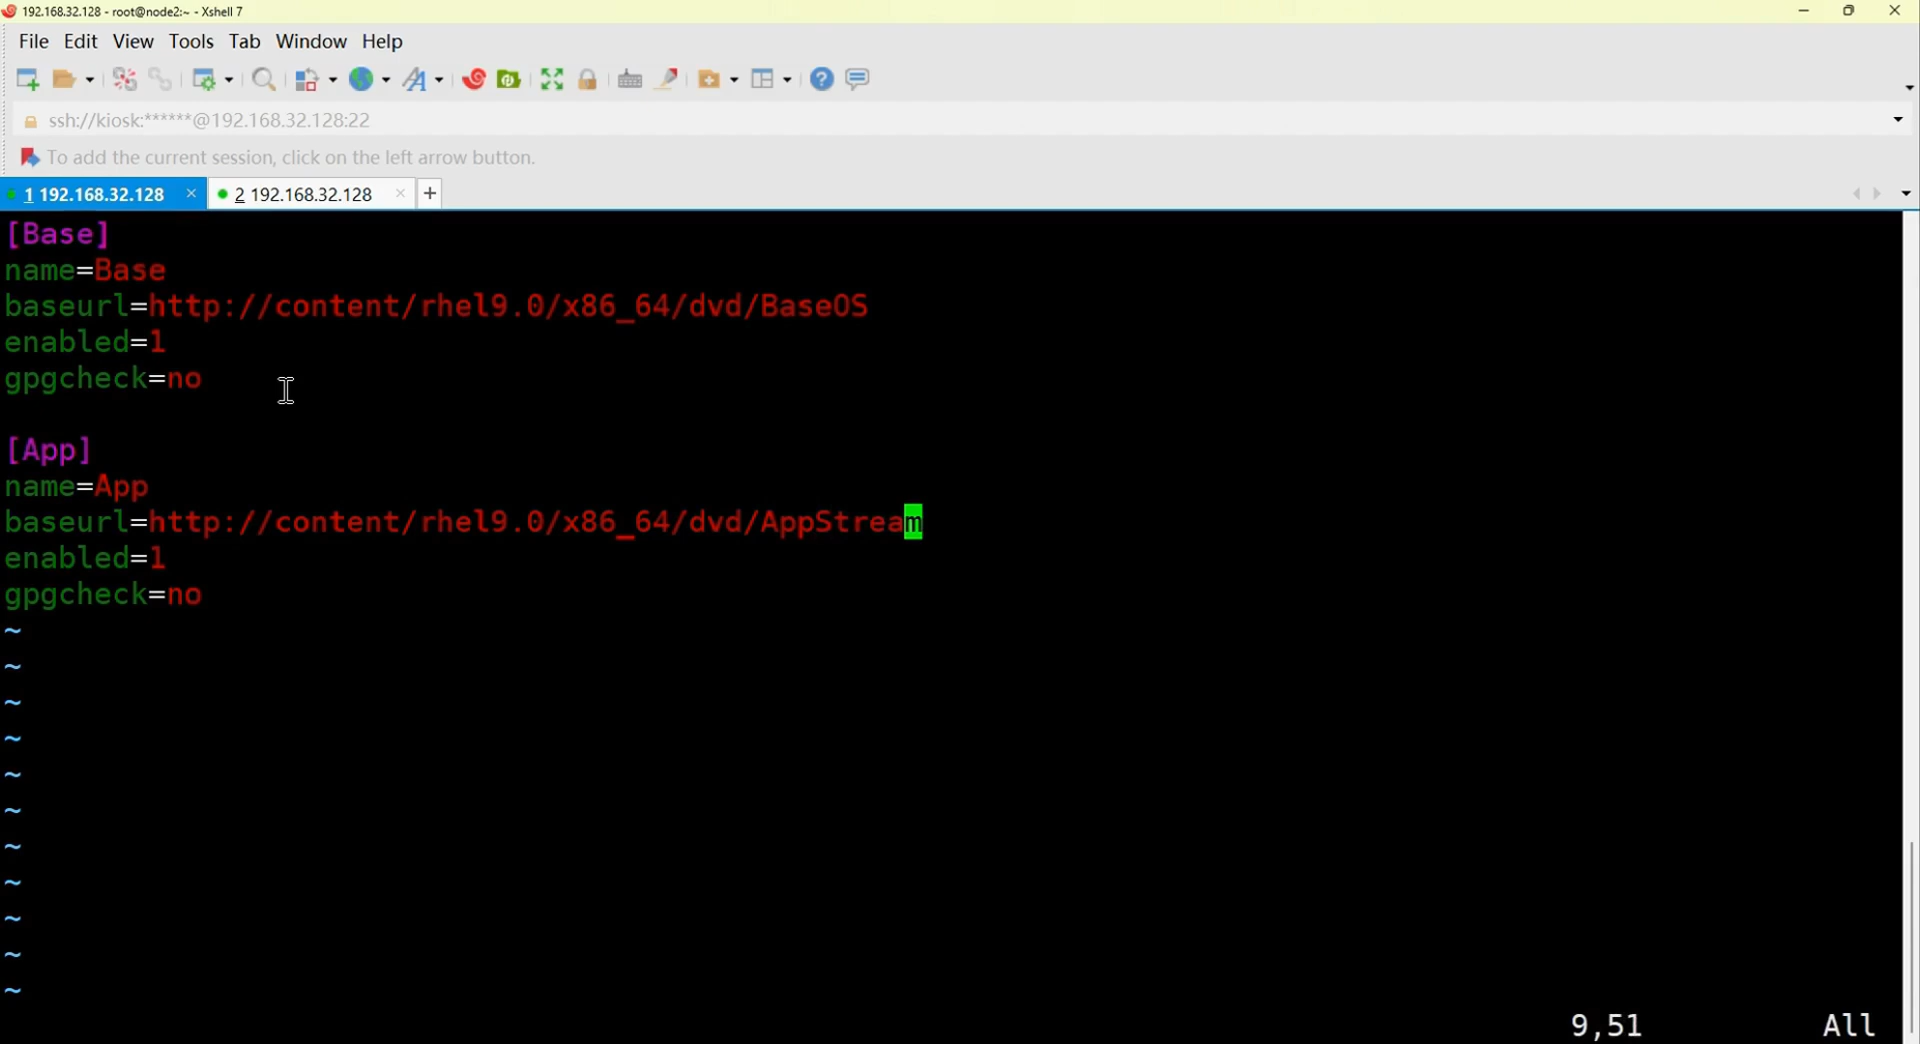 192.168.32.128 - root@node2:~ - Xshell 7
File Edit View Tools Tab Window Help
ssh://kiosk:******@192.168.32.128:22
To add the current session, click on the left arrow button.
1 192.168.32.128 × 2 192.168.32.128 × +
[Base]
name=Base
baseurl=http://content/rhel9.0/x86_64/dvd/BaseOS
enabled=1
gpgcheck=no
[App]
name=App
baseurl=http://content/rhel9.0/x86_64/dvd/AppStream
enabled=1
gpgcheck=no
~
~
~
~
~
~
~
~
~
~
~
9,51 All